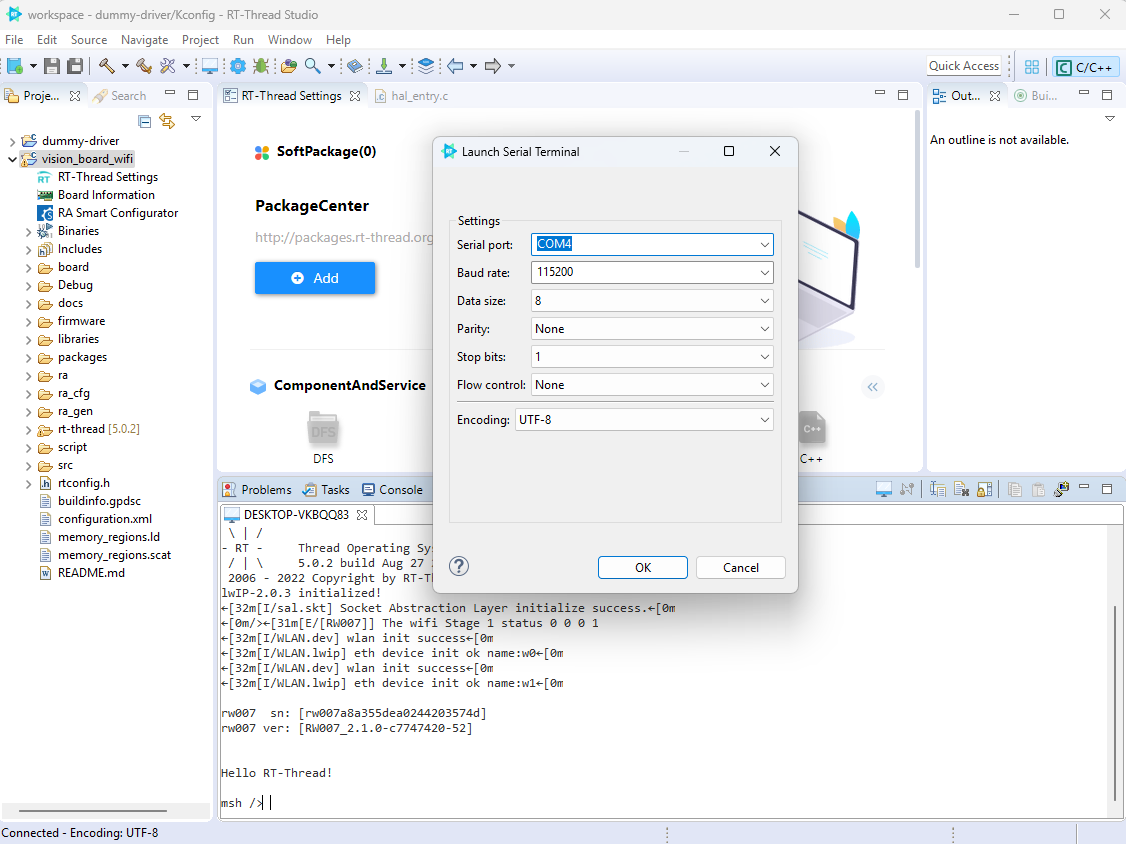 workspace - dummy-driver/Kconfig - RT-Thread Studio
File Edit Source Navigate Project Run Window Help
Quick Access
C/C++
Proje...
Search
dummy-driver
vision_board_wifi
RT-Thread Settings
Board Information
RA Smart Configurator
Binaries
Includes
board
Debug
docs
firmware
libraries
packages
ra
ra_cfg
ra_gen
rt-thread [5.0.2]
script
src
rtconfig.h
buildinfo.gpdsc
configuration.xml
memory_regions.ld
memory_regions.scat
README.md
RT-Thread Settings
hal_entry.c
SoftPackage(0)
PackageCenter
http://packages.rt-thread.org
Add
ComponentAndService
DFS
DFS
C++
C++
Launch Serial Terminal
Settings
Serial port: COM4
Baud rate: 115200
Data size: 8
Parity: None
Stop bits: 1
Flow control: None
Encoding: UTF-8
OK
Cancel
Out...
Bui...
An outline is not available.
Problems
Tasks
Console
DESKTOP-VKBQQ83
\ | /
- RT - Thread Operating Sys
/ | \ 5.0.2 build Aug 27
2006 - 2022 Copyright by RT-T
lwIP-2.0.3 initialized!
←[32m[I/sal.skt] Socket Abstraction Layer initialize success.←[0m
←[0m/>←[31m[E/[RW007]] The wifi Stage 1 status 0 0 0 1
←[32m[I/WLAN.dev] wlan init success←[0m
←[32m[I/WLAN.lwip] eth device init ok name:w0←[0m
←[32m[I/WLAN.dev] wlan init success←[0m
←[32m[I/WLAN.lwip] eth device init ok name:w1←[0m
rw007 sn: [rw007a8a355dea0244203574d]
rw007 ver: [RW007_2.1.0-c7747420-52]
Hello RT-Thread!
msh />
Connected - Encoding: UTF-8